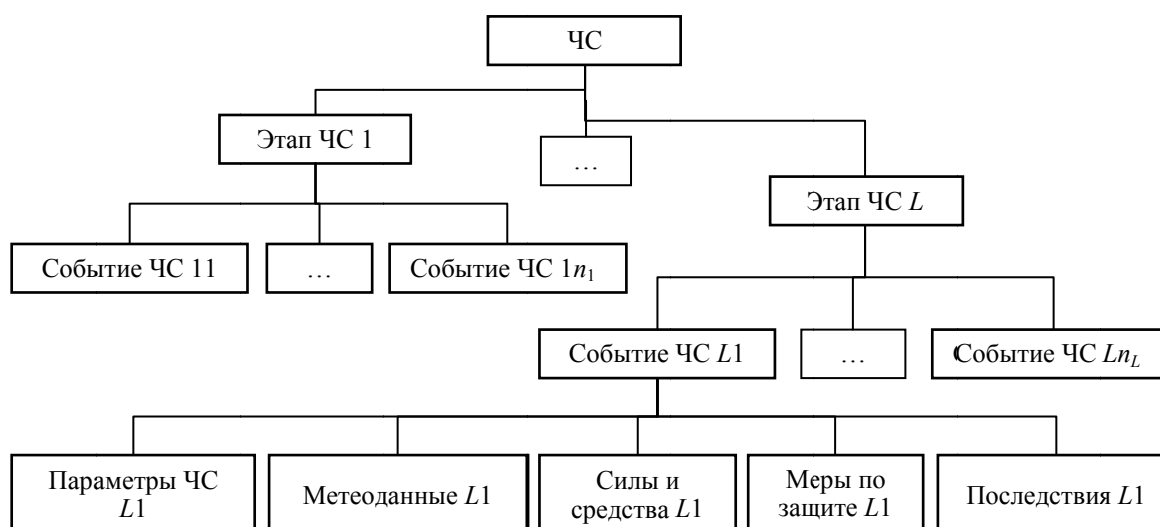 ЧС
Этап ЧС 1
…
Этап ЧС L
Событие ЧС 11
…
Событие ЧС 1n₁
Событие ЧС L1
…
Событие ЧС Ln_L
Параметры ЧС
L1
Метеоданные L1
Силы и
средства L1
Меры по
защите L1
Последствия L1